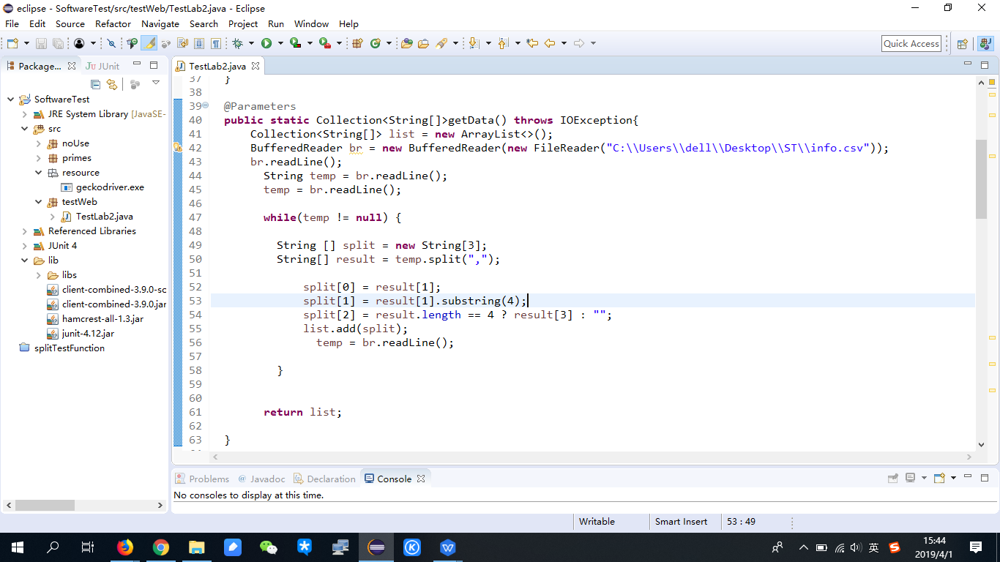 eclipse - SoftwareTest/src/testWeb/TestLab2.java - Eclipse
File Edit Source Refactor Navigate Search Project Run Window Help
Quick Access
Package...
JUnit
SoftwareTest
JRE System Library [JavaSE-
src
noUse
primes
resource
geckodriver.exe
testWeb
TestLab2.java
Referenced Libraries
JUnit 4
lib
libs
client-combined-3.9.0-sc
client-combined-3.9.0.jar
hamcrest-all-1.3.jar
junit-4.12.jar
splitTestFunction
TestLab2.java
37 }
38
39 @Parameters
40 public static Collection<String[]>getData() throws IOException{
41 Collection<String[]> list = new ArrayList<>();
42 BufferedReader br = new BufferedReader(new FileReader("C:\\Users\\dell\\Desktop\\ST\\info.csv"));
43 br.readLine();
44 String temp = br.readLine();
45 temp = br.readLine();
46
47 while(temp != null) {
48
49 String [] split = new String[3];
50 String[] result = temp.split(",");
51
52 split[0] = result[1];
53 split[1] = result[1].substring(4);
54 split[2] = result.length == 4 ? result[3] : "";
55 list.add(split);
56 temp = br.readLine();
57
58 }
59
60
61 return list;
62
63 }
Problems @ Javadoc Declaration Console
No consoles to display at this time.
Writable Smart Insert 53 : 49
英
15:44
2019/4/1